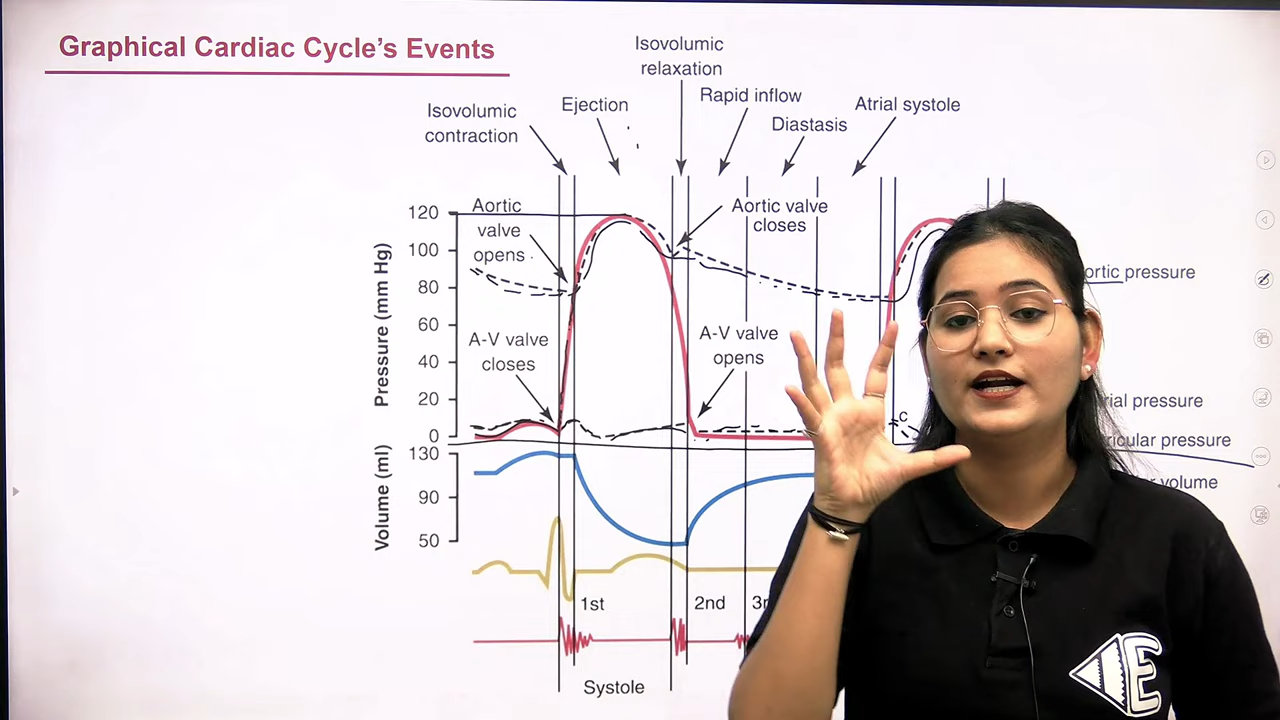 Graphical Cardiac Cycle's Events
Isovolumic
relaxation
Isovolumic
contraction
Ejection
Rapid inflow
Diastasis
Atrial systole
Aortic
valve
opens
Aortic valve
closes
A-V valve
closes
A-V valve
opens
Pressure (mm Hg)
120
100
80
60
40
20
0
Volume (ml)
130
90
50
ortic pressure
rial pressure
ricular pressure
r volume
c
1st
2nd
3r
Systole
E